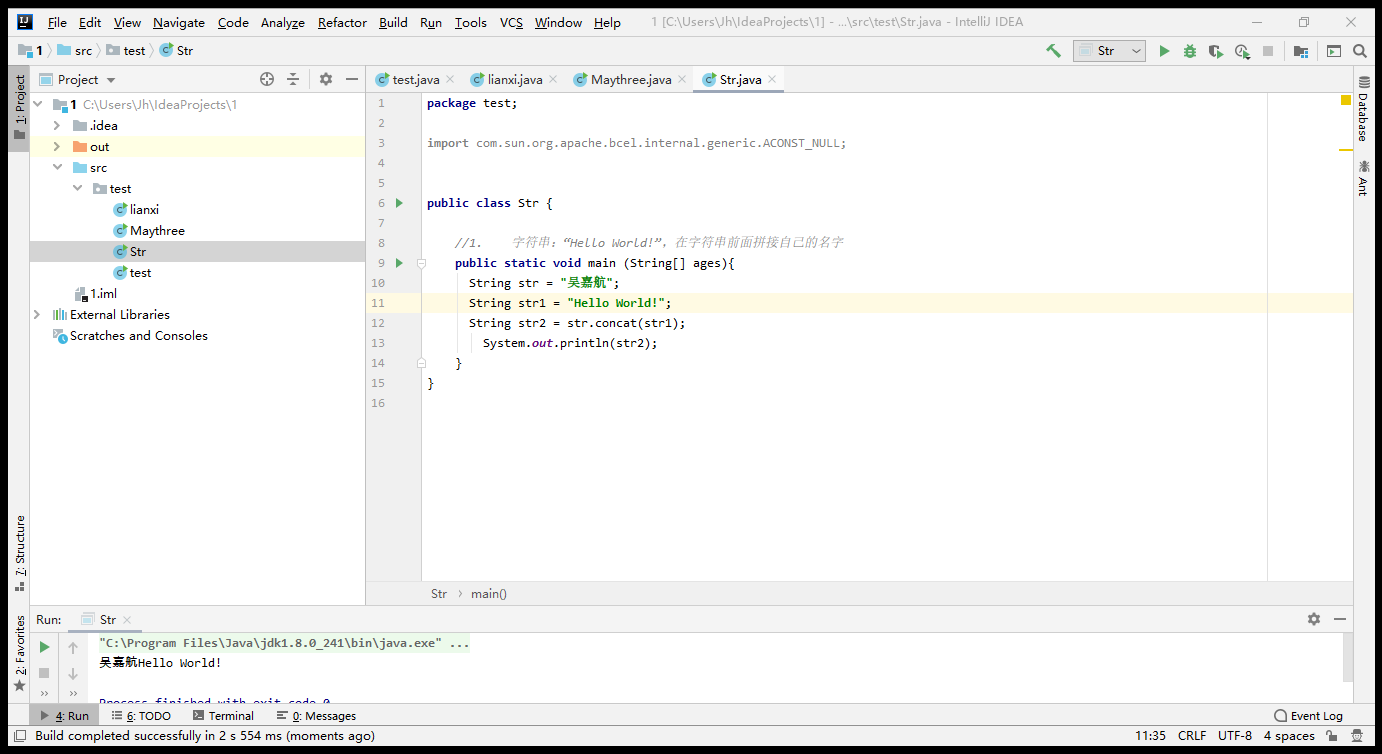 File Edit View Navigate Code Analyze Refactor Build Run Tools VCS Window Help 1 [C:\Users\Jh\IdeaProjects\1] - ...\src\test\Str.java - IntelliJ IDEA
1 src test Str
Str
1: Project
Project
test.java lianxi.java Maythree.java Str.java
1 C:\Users\Jh\IdeaProjects\1
.idea
out
src
test
lianxi
Maythree
Str
test
1.iml
External Libraries
Scratches and Consoles
1 package test;
2
3 import com.sun.org.apache.bcel.internal.generic.ACONST_NULL;
4
5
6 public class Str {
7
8 //1. 字符串：“Hello World!”，在字符串前面拼接自己的名字
9 public static void main (String[] ages){
10 String str = "吴嘉航";
11 String str1 = "Hello World!";
12 String str2 = str.concat(str1);
13 System.out.println(str2);
14 }
15 }
16
Database
Ant
Str main()
7: Structure
2: Favorites
Run: Str
"C:\Program Files\Java\jdk1.8.0_241\bin\java.exe" ...
吴嘉航Hello World!
Process finished with exit code 0
4: Run 6: TODO Terminal 0: Messages Event Log
Build completed successfully in 2 s 554 ms (moments ago) 11:35 CRLF UTF-8 4 spaces